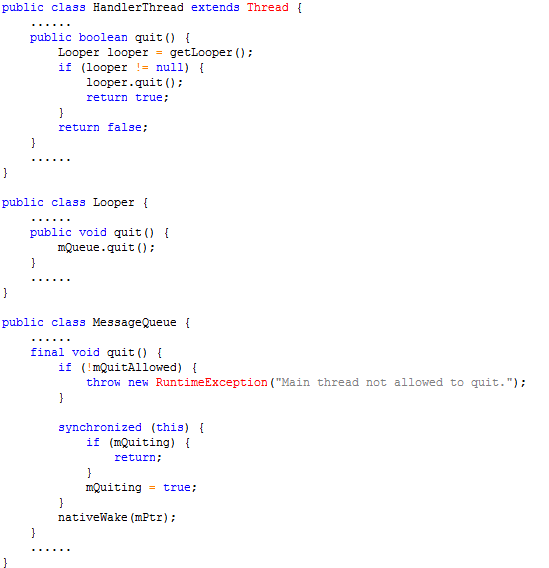 public class HandlerThread extends Thread {
    ......
    public boolean quit() {
        Looper looper = getLooper();
        if (looper != null) {
            looper.quit();
            return true;
        }
        return false;
    }
    ......
}

public class Looper {
    ......
    public void quit() {
        mQueue.quit();
    }
    ......
}

public class MessageQueue {
    ......
    final void quit() {
        if (!mQuitAllowed) {
            throw new RuntimeException("Main thread not allowed to quit.");
        }

        synchronized (this) {
            if (mQuiting) {
                return;
            }
            mQuiting = true;
        }
        nativeWake(mPtr);
    }
    ......
}